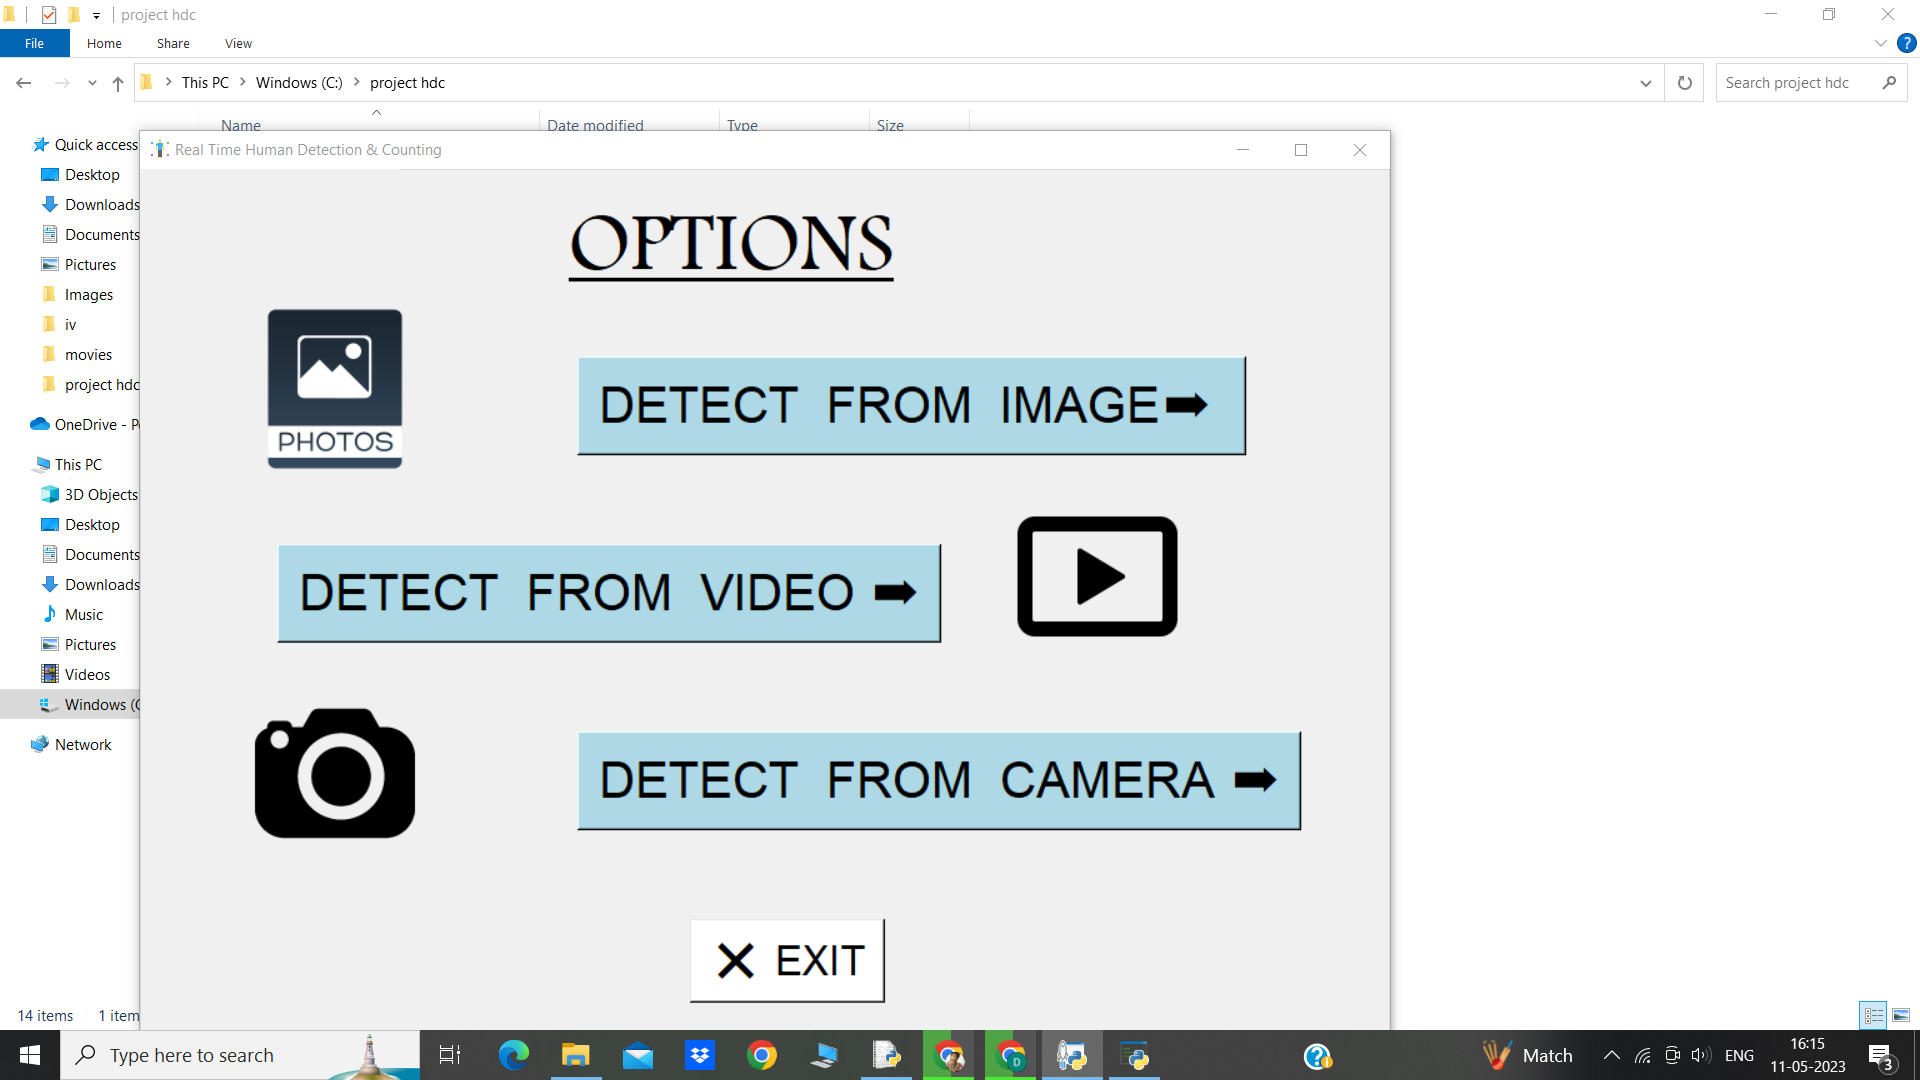 project hdc
File Home Share View
This PC Windows (C:) project hdc
Search project hdc
Name Date modified Type Size
Real Time Human Detection & Counting
Quick access
Desktop
Downloads
Documents
Pictures
Images
iv
movies
project hdc
OneDrive - P
This PC
3D Objects
Desktop
Documents
Downloads
Music
Pictures
Videos
Windows (C
Network
OPTIONS
PHOTOS
DETECT FROM IMAGE➡
DETECT FROM VIDEO ➡
DETECT FROM CAMERA ➡
✕ EXIT
14 items 1 item
Type here to search
Match
ENG
16:15
11-05-2023
3